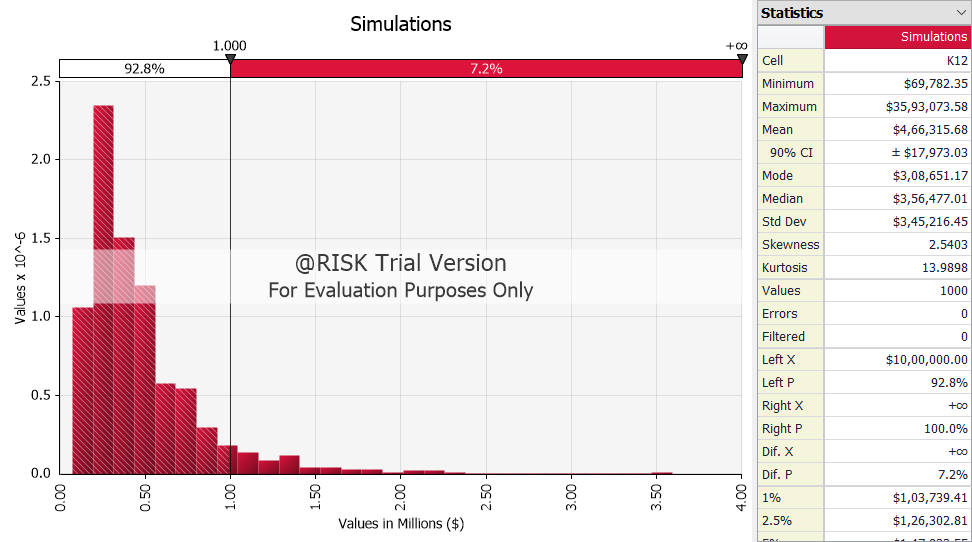 Simulations
1.000
+∞
92.8%
7.2%
2.5
2.0
1.5
1.0
0.5
0.0
Values x 10^-6
@RISK Trial Version
For Evaluation Purposes Only
0.00
0.50
1.00
1.50
2.00
2.50
3.00
3.50
4.00
Values in Millions ($)
Statistics
Simulations
Cell K12
Minimum $69,782.35
Maximum $35,93,073.58
Mean $4,66,315.68
90% CI ± $17,973.03
Mode $3,08,651.17
Median $3,56,477.01
Std Dev $3,45,216.45
Skewness 2.5403
Kurtosis 13.9898
Values 1000
Errors 0
Filtered 0
Left X $10,00,000.00
Left P 92.8%
Right X +∞
Right P 100.0%
Dif. X +∞
Dif. P 7.2%
1% $1,03,739.41
2.5% $1,26,302.81